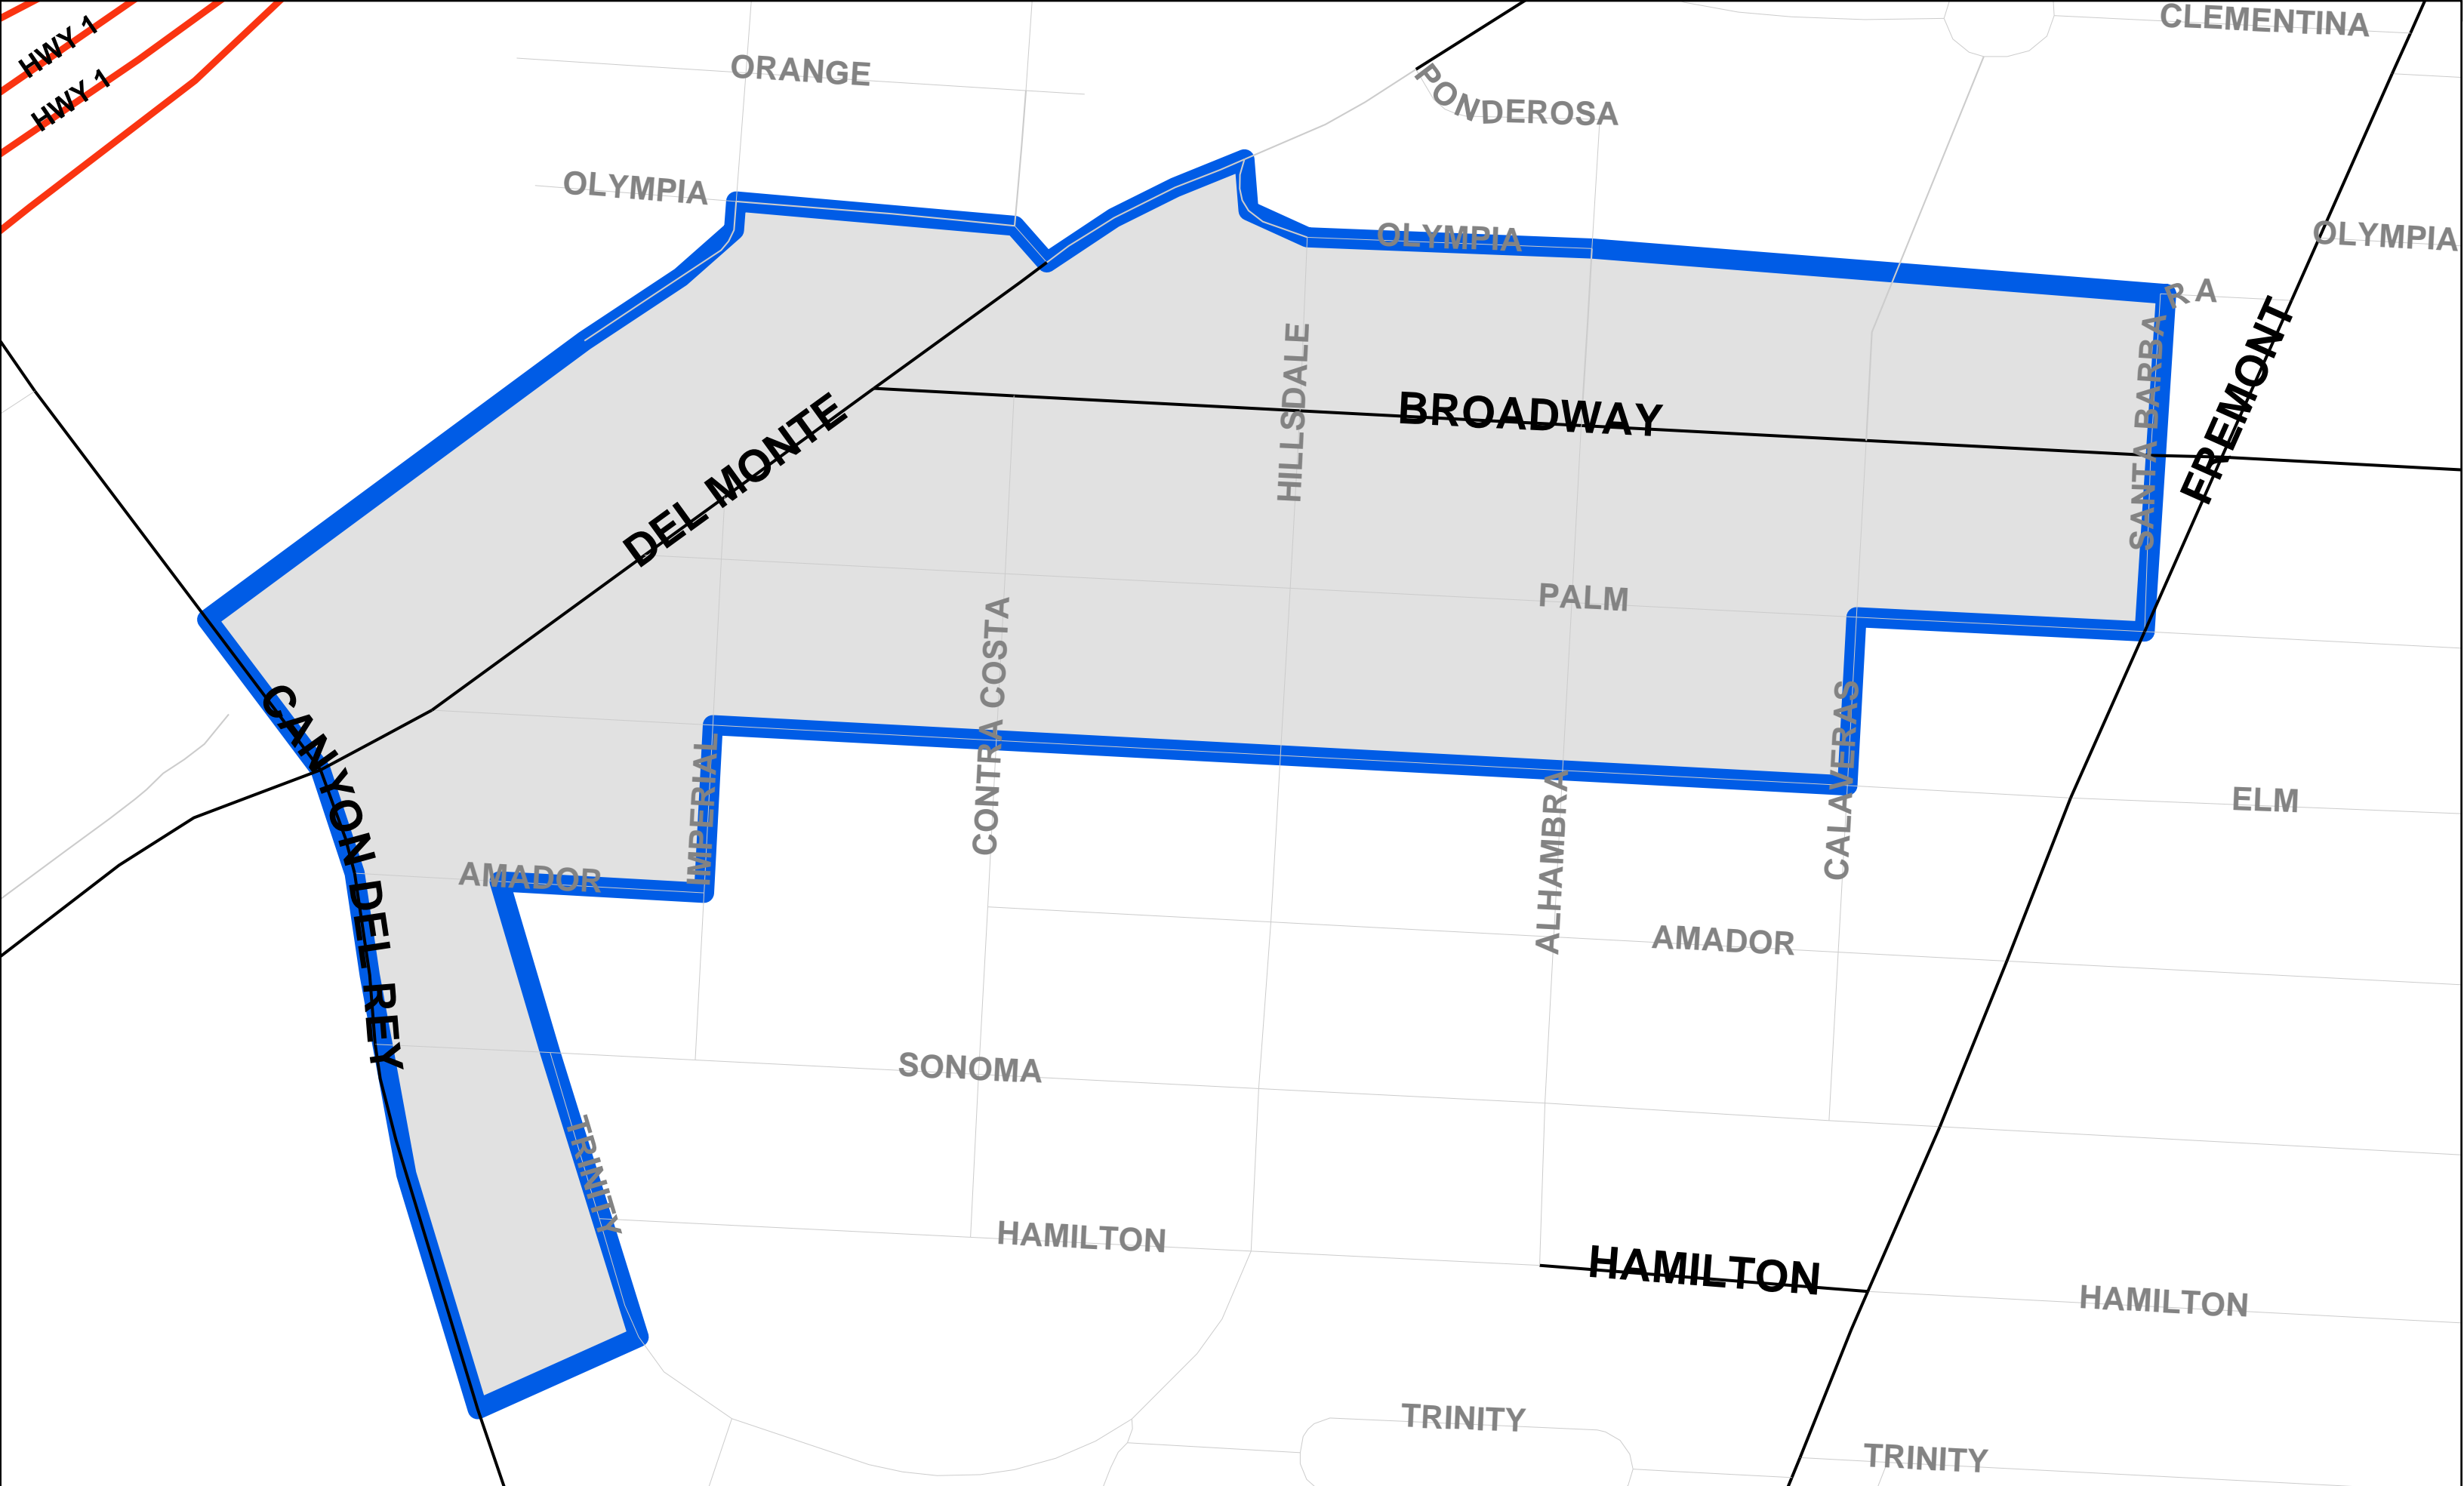 CLEMENTINA
HWY 1
ORANGE
HWY 1
PONDEROSA
OLYMPIA
OLYMPIA
OLYMPIA
R A
SANTA BARBA
FREMONT
HILLSDALE
BROADWAY
DEL MONTE
PALM
CONTRA COSTA
CANYON DEL REY
IMPERIAL
CALAVERAS
ALHAMBRA
ELM
AMADOR
AMADOR
SONOMA
TRINITY
HAMILTON
HAMILTON
HAMILTON
TRINITY
TRINITY